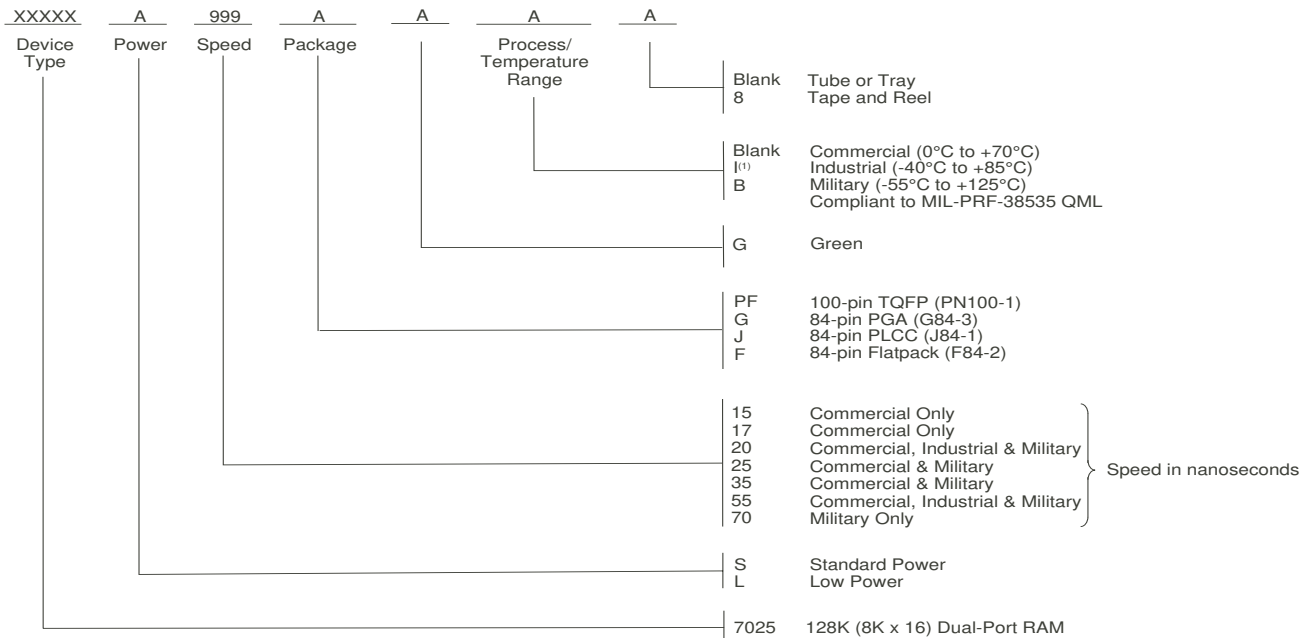 XXXXX A 999 A A A A
Device Type Power Speed Package Process/ Temperature Range
Blank Tube or Tray
8 Tape and Reel
Blank Commercial (0°C to +70°C)
I(1) Industrial (-40°C to +85°C)
B Military (-55°C to +125°C)
Compliant to MIL-PRF-38535 QML
G Green
PF 100-pin TQFP (PN100-1)
G 84-pin PGA (G84-3)
J 84-pin PLCC (J84-1)
F 84-pin Flatpack (F84-2)
15 Commercial Only
17 Commercial Only
20 Commercial, Industrial & Military
25 Commercial & Military
35 Commercial & Military
55 Commercial, Industrial & Military
70 Military Only
Speed in nanoseconds
S Standard Power
L Low Power
7025 128K (8K x 16) Dual-Port RAM